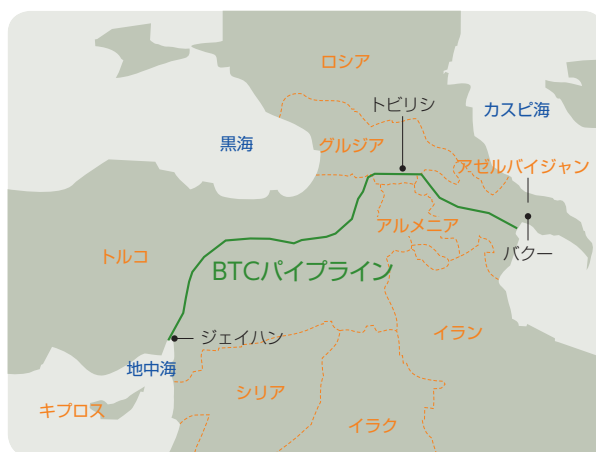 ロシア
トビリシ
カスピ海
黒海
グルジア
アゼルバイジャン
アルメニア
バクー
トルコ
BTCパイプライン
ジェイハン
イラン
地中海
シリア
キプロス
イラク